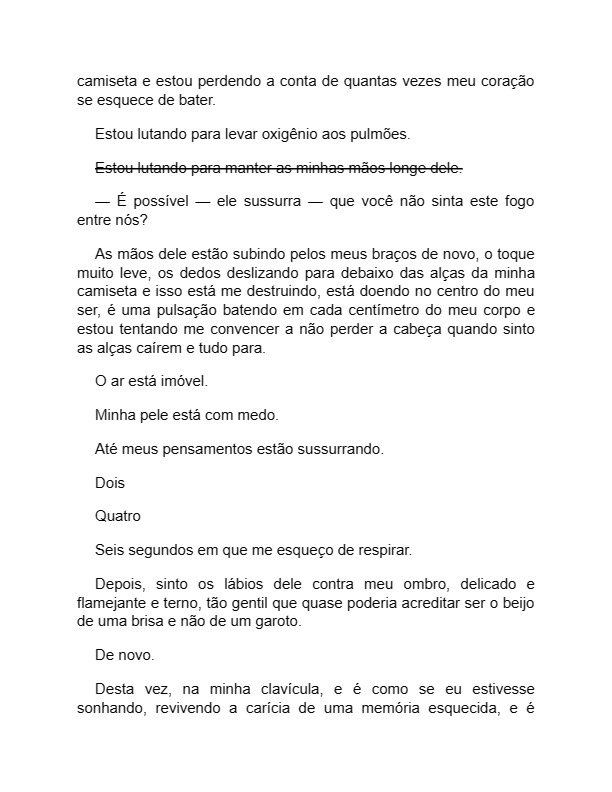 camiseta e estou perdendo a conta de quantas vezes meu coração
se esquece de bater.
Estou lutando para levar oxigênio aos pulmões.
Estou lutando para manter as minhas mãos longe dele.
— É possível — ele sussurra — que você não sinta este fogo
entre nós?
As mãos dele estão subindo pelos meus braços de novo, o toque
muito leve, os dedos deslizando para debaixo das alças da minha
camiseta e isso está me destruindo, está doendo no centro do meu
ser, é uma pulsação batendo em cada centímetro do meu corpo e
estou tentando me convencer a não perder a cabeça quando sinto
as alças caírem e tudo para.
O ar está imóvel.
Minha pele está com medo.
Até meus pensamentos estão sussurrando.
Dois
Quatro
Seis segundos em que me esqueço de respirar.
Depois, sinto os lábios dele contra meu ombro, delicado e
flamejante e terno, tão gentil que quase poderia acreditar ser o beijo
de uma brisa e não de um garoto.
De novo.
Desta vez, na minha clavícula, e é como se eu estivesse
sonhando, revivendo a carícia de uma memória esquecida, e é